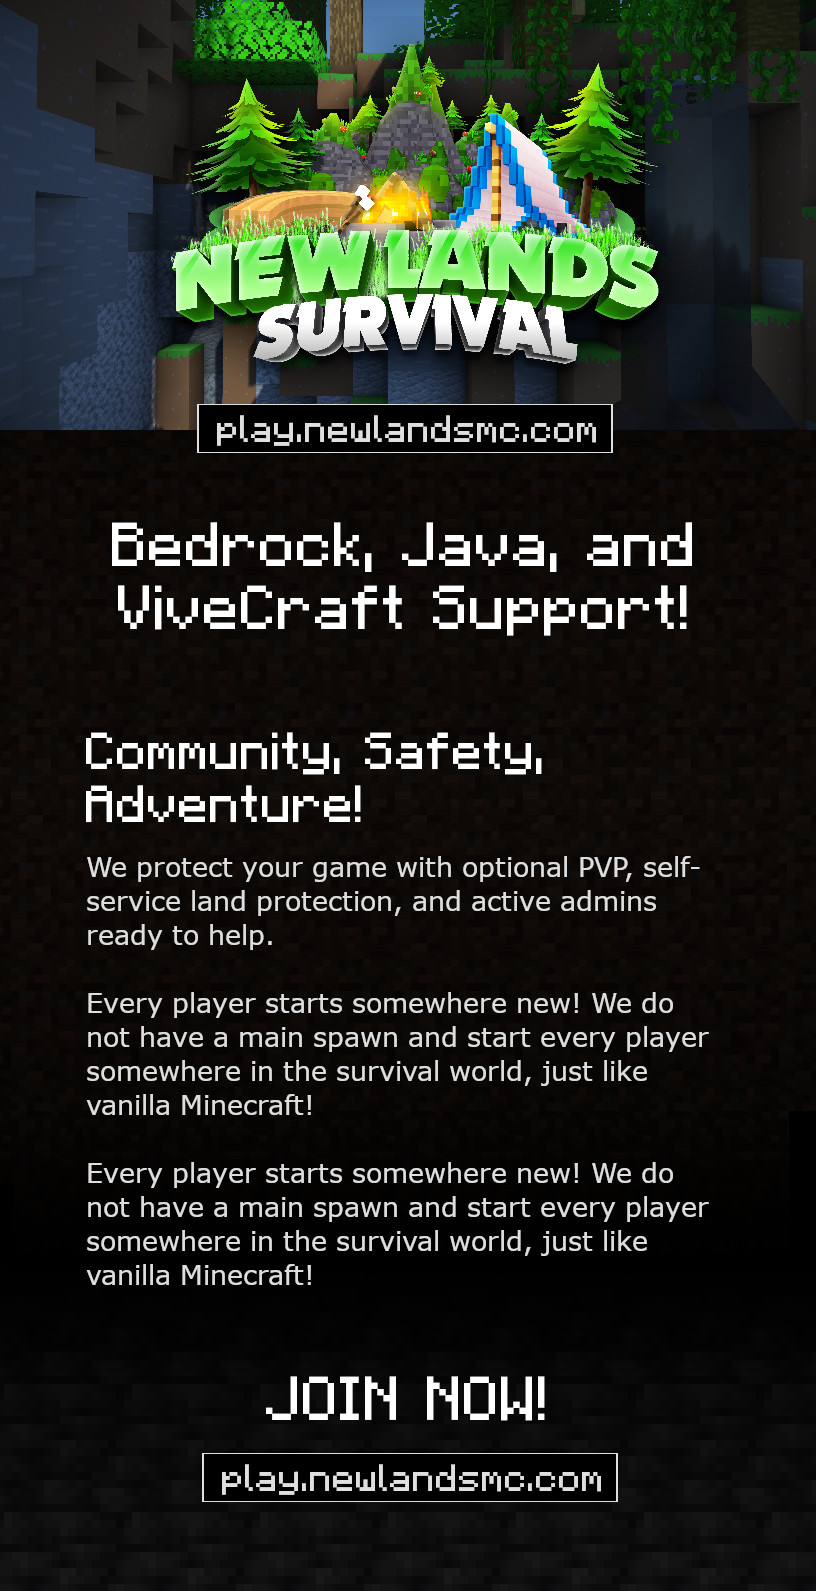 NEW LANDS
SURVIVAL
play.newlandsmc.com
Bedrock, Java, and
ViveCraft Support!
Community, Safety,
Adventure!
We protect your game with optional PVP, self-
service land protection, and active admins
ready to help.
Every player starts somewhere new! We do
not have a main spawn and start every player
somewhere in the survival world, just like
vanilla Minecraft!
Every player starts somewhere new! We do
not have a main spawn and start every player
somewhere in the survival world, just like
vanilla Minecraft!
JOIN NOW!
play.newlandsmc.com